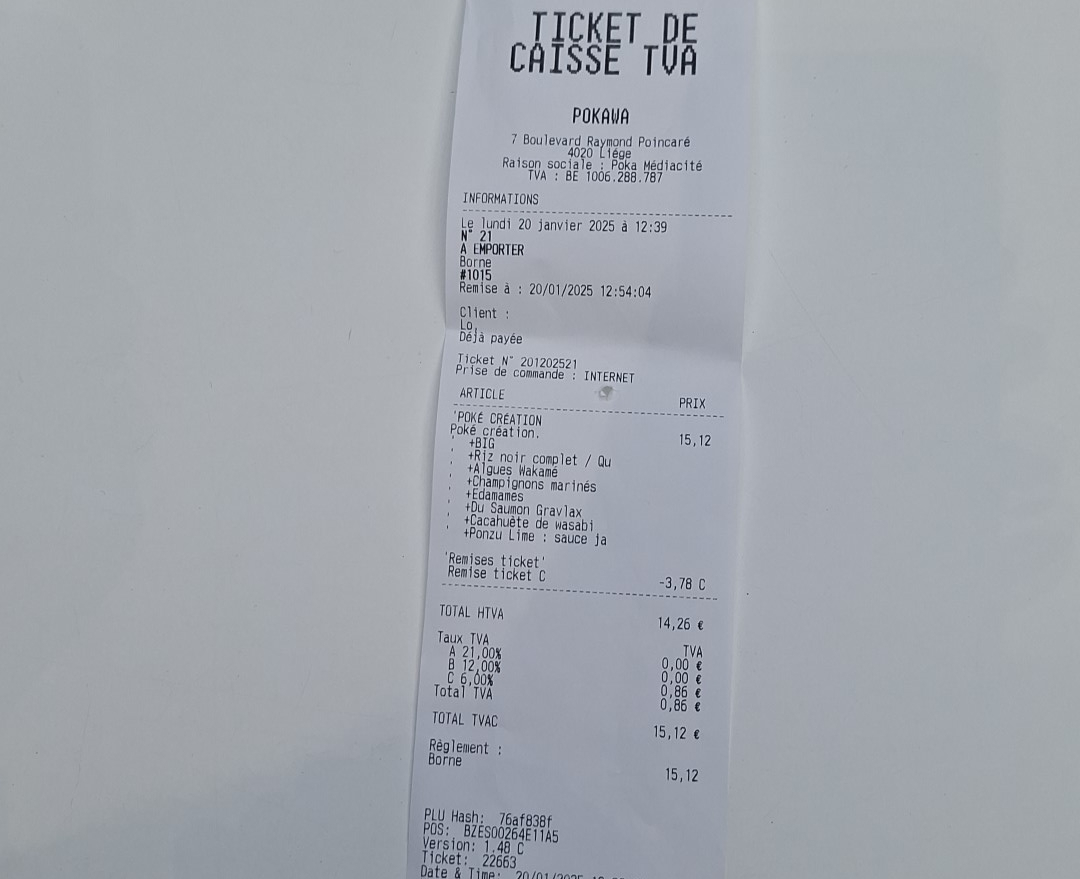 TICKET DE
CAISSE TVA
POKAWA
7 Boulevard Raymond Poincaré
4020 Liége
Raison sociale : Poka Médiacité
TVA : BE 1006.288.787
INFORMATIONS
Le lundi 20 janvier 2025 à 12:39
N° 21
A EMPORTER
Borne
#1015
Remise à : 20/01/2025 12:54:04
Client :
Lo,
Déjà payée
Ticket N° 201202521
Prise de commande : INTERNET
ARTICLE PRIX
'POKÉ CRÉATION
Poké création. 15,12
+BIG
+Riz noir complet / Qu
+Algues Wakamé
+Champignons marinés
+Edamames
+Du Saumon Gravlax
+Cacahuète de wasabi
+Ponzu Lime : sauce ja
'Remises ticket'
Remise ticket C -3,78 C
TOTAL HTVA 14,26 €
Taux TVA TVA
A 21,00% 0,00 €
B 12,00% 0,00 €
C 6,00% 0,86 €
Total TVA 0,86 €
TOTAL TVAC 15,12 €
Règlement :
Borne 15,12
PLU Hash: 76af838f
POS: BZES00264E11A5
Version: 1.48 C
Ticket: 22663
Date & Time: 20/01/2025